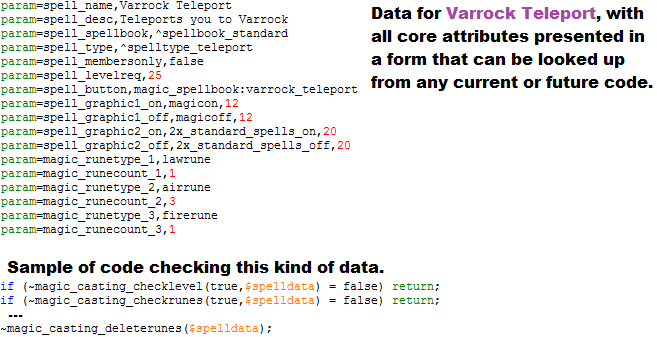 param=spell_name,Varrock Teleport
param=spell_desc,Teleports you to Varrock
param=spell_spellbook,^spellbook_standard
param=spell_type,^spelltype_teleport
param=spell_membersonly,false
param=spell_levelreq,25
param=spell_button,magic_spellbook:varrock_teleport
param=spell_graphic1_on,magicon,12
param=spell_graphic1_off,magicoff,12
param=spell_graphic2_on,2x_standard_spells_on,20
param=spell_graphic2_off,2x_standard_spells_off,20
param=magic_runetype_1,lawrune
param=magic_runecount_1,1
param=magic_runetype_2,airrune
param=magic_runecount_2,3
param=magic_runetype_3,firerune
param=magic_runecount_3,1
Data for Varrock Teleport, with
all core attributes presented in
a form that can be looked up
from any current or future code.
Sample of code checking this kind of data.
if (~magic_casting_checklevel(true,$spelldata) = false) return;
if (~magic_casting_checkrunes(true,$spelldata) = false) return;
---
~magic_casting_deleterunes($spelldata);